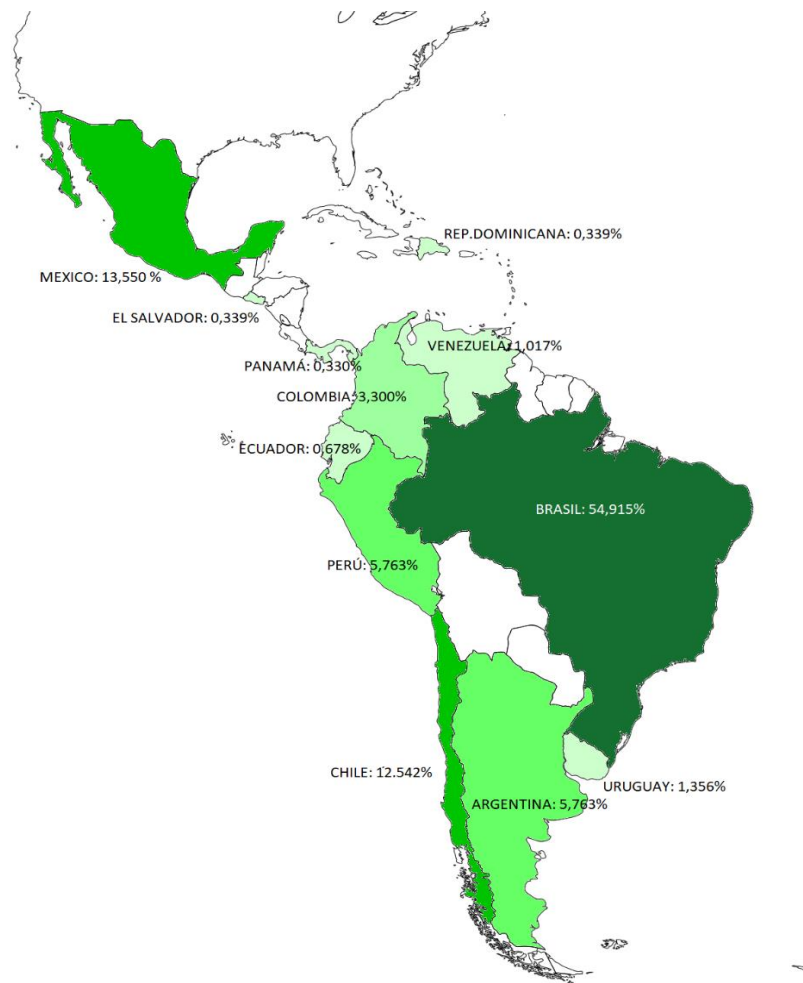 REP.DOMINICANA: 0,339%
MEXICO: 13,550 %
EL SALVADOR: 0,339%
VENEZUELA: 1,017%
PANAMÁ: 0,330%
COLOMBIA: 3,300%
ECUADOR: 0,678%
BRASIL: 54,915%
PERÚ: 5,763%
CHILE: 12.542%
URUGUAY: 1,356%
ARGENTINA: 5,763%